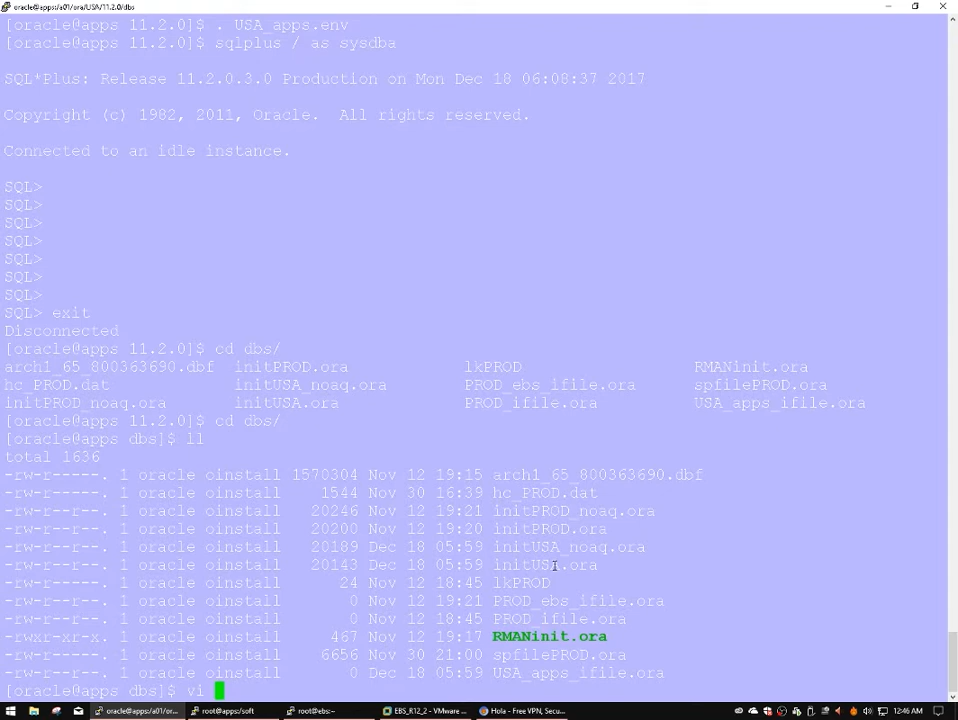 oracle@apps:/a01/ora/USA/11.2.0/dbs
[oracle@apps 11.2.0]$ . USA_apps.env
[oracle@apps 11.2.0]$ sqlplus / as sysdba
SQL*Plus: Release 11.2.0.3.0 Production on Mon Dec 18 06:08:37 2017
Copyright (c) 1982, 2011, Oracle.  All rights reserved.
Connected to an idle instance.
SQL>
SQL>
SQL>
SQL>
SQL>
SQL>
SQL>
SQL> exit
Disconnected
[oracle@apps 11.2.0]$ cd dbs/
arch1_65_800363690.dbf  initPROD.ora  lkPROD  RMANinit.ora
hc_PROD.dat  initUSA_noaq.ora  PROD_ebs_ifile.ora  spfilePROD.ora
initPROD_noaq.ora  initUSA.ora  PROD_ifile.ora  USA_apps_ifile.ora
[oracle@apps 11.2.0]$ cd dbs/
[oracle@apps dbs]$ ll
total 1636
-rw-r-----. 1 oracle oinstall 1570304 Nov 12 19:15 arch1_65_800363690.dbf
-rw-r-----. 1 oracle oinstall    1544 Nov 30 16:39 hc_PROD.dat
-rw-r-----. 1 oracle oinstall   20246 Nov 12 19:21 initPROD_noaq.ora
-rw-r-----. 1 oracle oinstall   20200 Nov 12 19:20 initPROD.ora
-rw-r-----. 1 oracle oinstall   20189 Dec 18 05:59 initUSA_noaq.ora
-rw-r-----. 1 oracle oinstall   20143 Dec 18 05:59 initUSA.ora
-rw-r-----. 1 oracle oinstall      24 Nov 12 18:45 lkPROD
-rw-r-----. 1 oracle oinstall       0 Nov 12 19:21 PROD_ebs_ifile.ora
-rw-r-----. 1 oracle oinstall       0 Nov 12 18:45 PROD_ifile.ora
-rwxr-xr-x. 1 oracle oinstall     467 Nov 12 19:17 RMANinit.ora
-rw-r-----. 1 oracle oinstall    6656 Nov 30 21:00 spfilePROD.ora
-rw-r-----. 1 oracle oinstall       0 Dec 18 05:59 USA_apps_ifile.ora
[oracle@apps dbs]$ vi
oracle@apps:/a01/or... root@apps:/soft root@ebs:~ EBS_R12_2 - VMware ... Hola - Free VPN, Secu... 12:46 AM